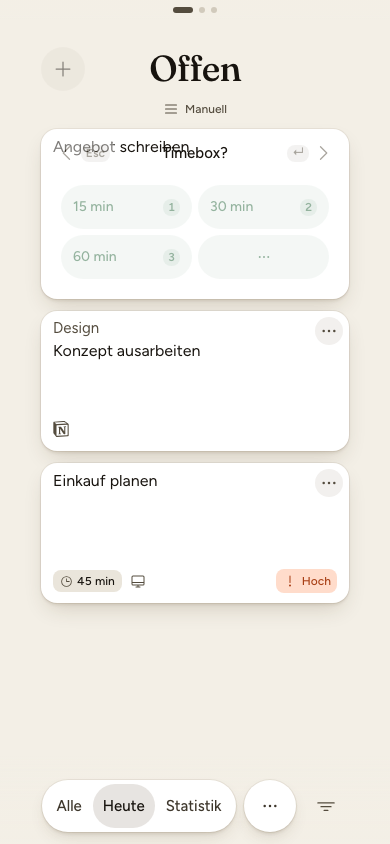 Offen
Manuell
Angebot schreiben
Esc
Timebox?
15 min 1
30 min 2
60 min 3
...
Design
...
Konzept ausarbeiten
N
Einkauf planen
...
45 min
! Hoch
Alle
Heute
Statistik
...